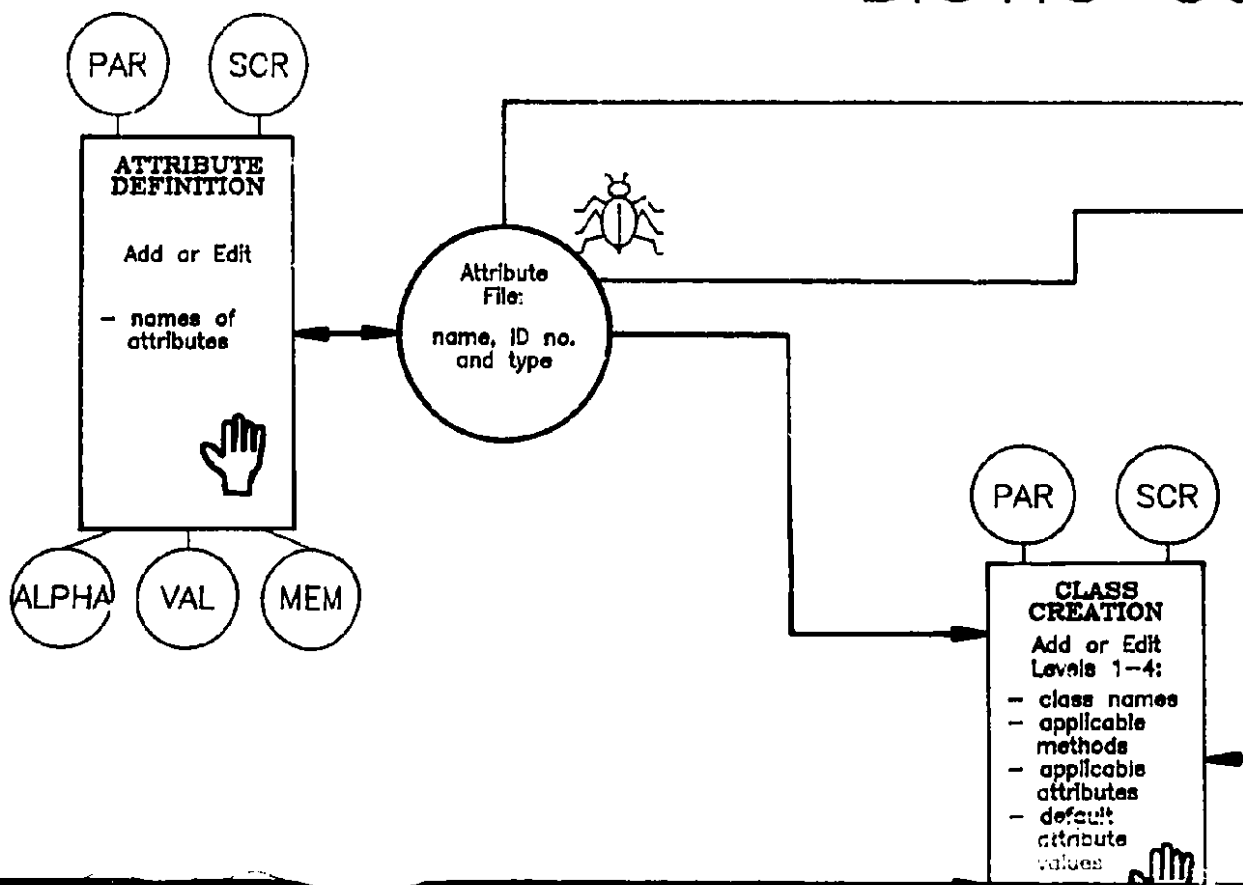 PAR SCR
ATTRIBUTE
DEFINITION
Add or Edit
- names of
attributes
ALPHA VAL MEM
Attribute
File:
name, ID no.
and type
PAR SCR
CLASS
CREATION
Add or Edit
Levels 1-4:
- class names
- applicable
methods
- applicable
attributes
- default
attribute
values